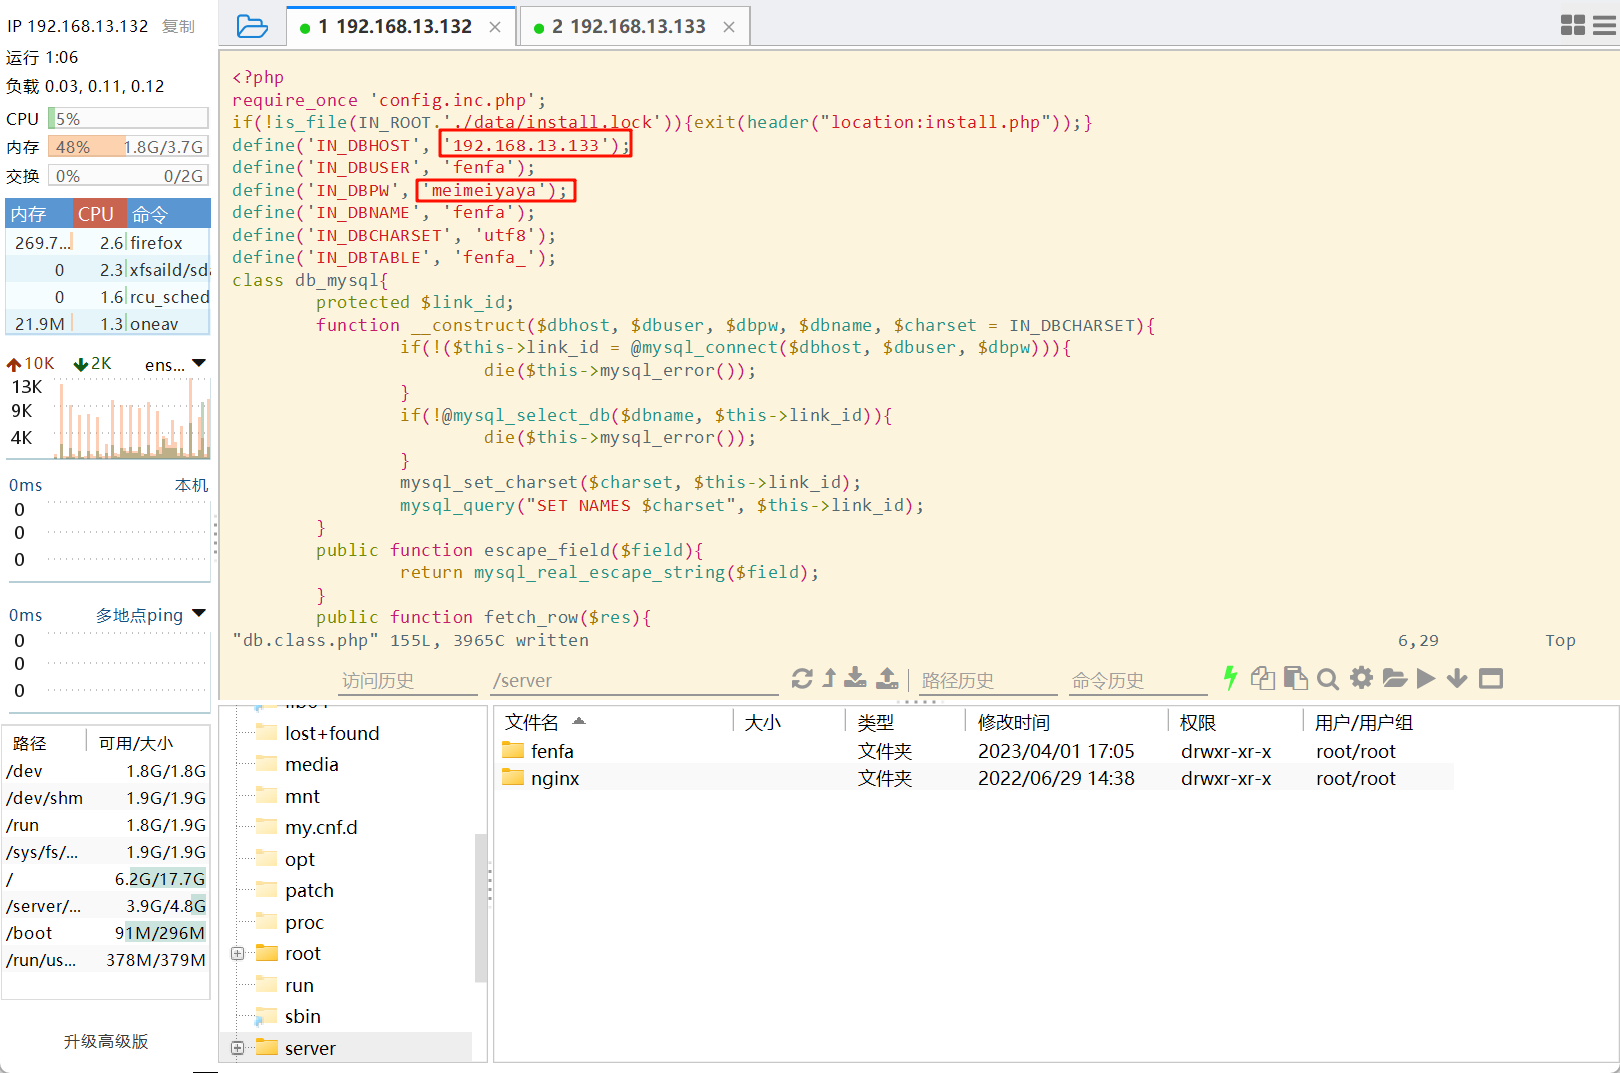 IP 192.168.13.132 复制
运行 1:06
负载 0.03, 0.11, 0.12
CPU 5%
内存 48% 1.8G/3.7G
交换 0% 0/2G
内存 CPU 命令
269.7... 2.6 firefox
0 2.3 xfsaild/sda
0 1.6 rcu_sched
21.9M 1.3 oneav
10K 2K ens...
13K
9K
4K
0ms 本机
0
0
0
0ms 多地点ping
0
0
0
路径 可用/大小
/dev 1.8G/1.8G
/dev/shm 1.9G/1.9G
/run 1.8G/1.9G
/sys/fs/... 1.9G/1.9G
/ 6.2G/17.7G
/server/... 3.9G/4.8G
/boot 91M/296M
/run/us... 378M/379M
升级高级版
1 192.168.13.132
2 192.168.13.133
<?php
require_once 'config.inc.php';
if(!is_file(IN_ROOT.'./data/install.lock')){exit(header("location:install.php"));}
define('IN_DBHOST', '192.168.13.133');
define('IN_DBUSER', 'fenfa');
define('IN_DBPW', 'meimeiyaya');
define('IN_DBNAME', 'fenfa');
define('IN_DBCHARSET', 'utf8');
define('IN_DBTABLE', 'fenfa_');
class db_mysql{
protected $link_id;
function __construct($dbhost, $dbuser, $dbpw, $dbname, $charset = IN_DBCHARSET){
if(!($this->link_id = @mysql_connect($dbhost, $dbuser, $dbpw))){
die($this->mysql_error());
}
if(!@mysql_select_db($dbname, $this->link_id)){
die($this->mysql_error());
}
mysql_set_charset($charset, $this->link_id);
mysql_query("SET NAMES $charset", $this->link_id);
}
public function escape_field($field){
return mysql_real_escape_string($field);
}
public function fetch_row($res){
"db.class.php" 155L, 3965C written 6,29 Top
访问历史 /server 路径历史 命令历史
lost+found
media
mnt
my.cnf.d
opt
patch
proc
root
run
sbin
server
文件名 大小 类型 修改时间 权限 用户/用户组
fenfa 文件夹 2023/04/01 17:05 drwxr-xr-x root/root
nginx 文件夹 2022/06/29 14:38 drwxr-xr-x root/root